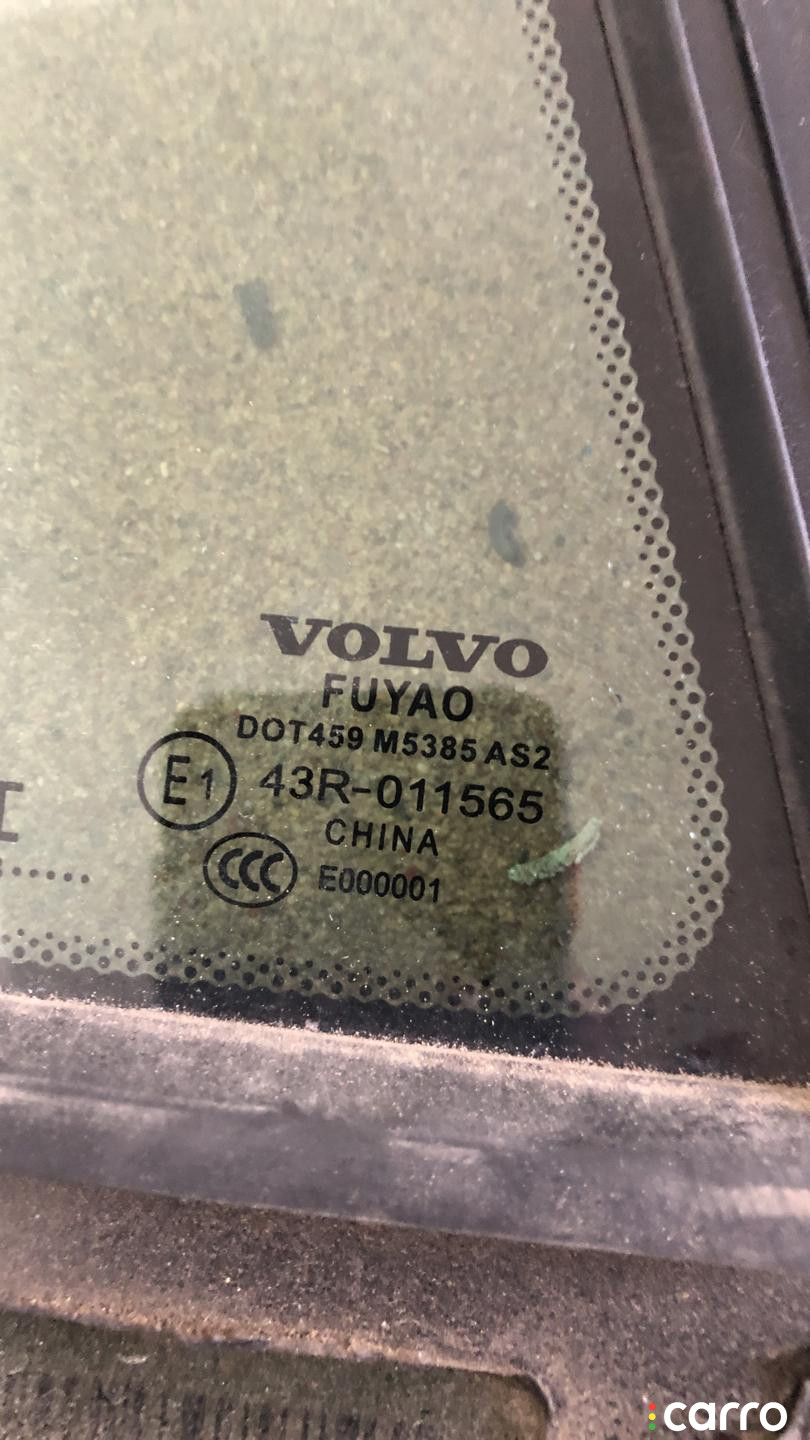 VOLVO
FUYAO
DOT459 M5385 AS2
E1 43R-011565
CHINA
CCC E000001
carro